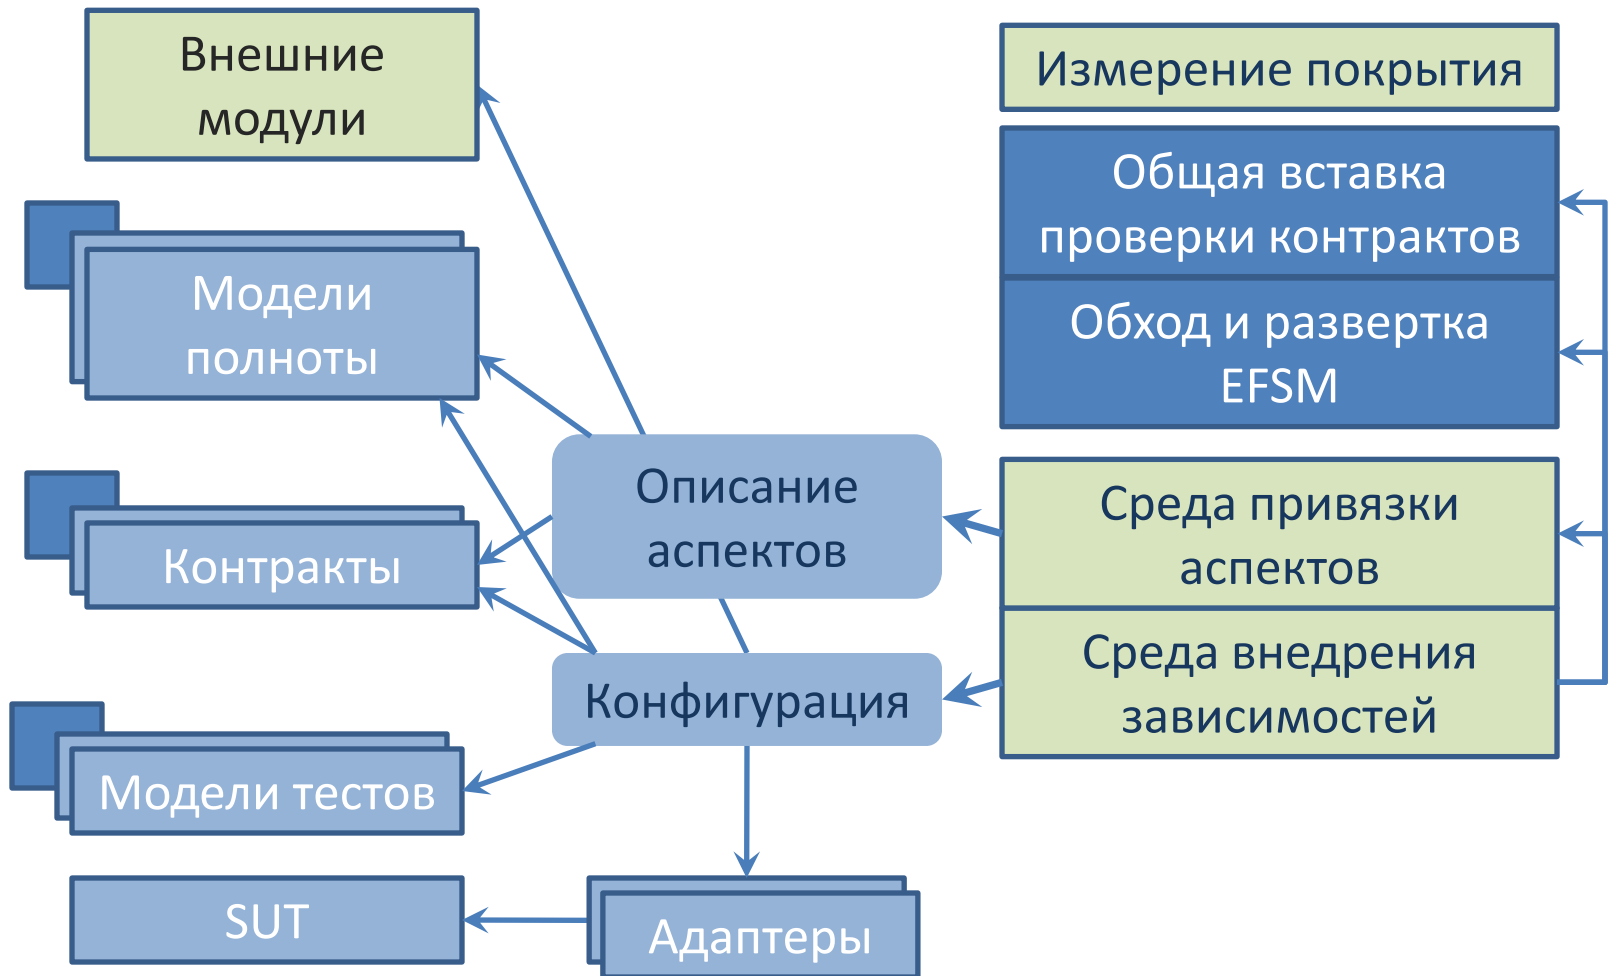 Внешние
модули
Измерение покрытия
Общая вставка
проверки контрактов
Модели
полноты
Обход и развертка
EFSM
Описание
аспектов
Среда привязки
аспектов
Контракты
Среда внедрения
зависимостей
Конфигурация
Модели тестов
SUT
Адаптеры